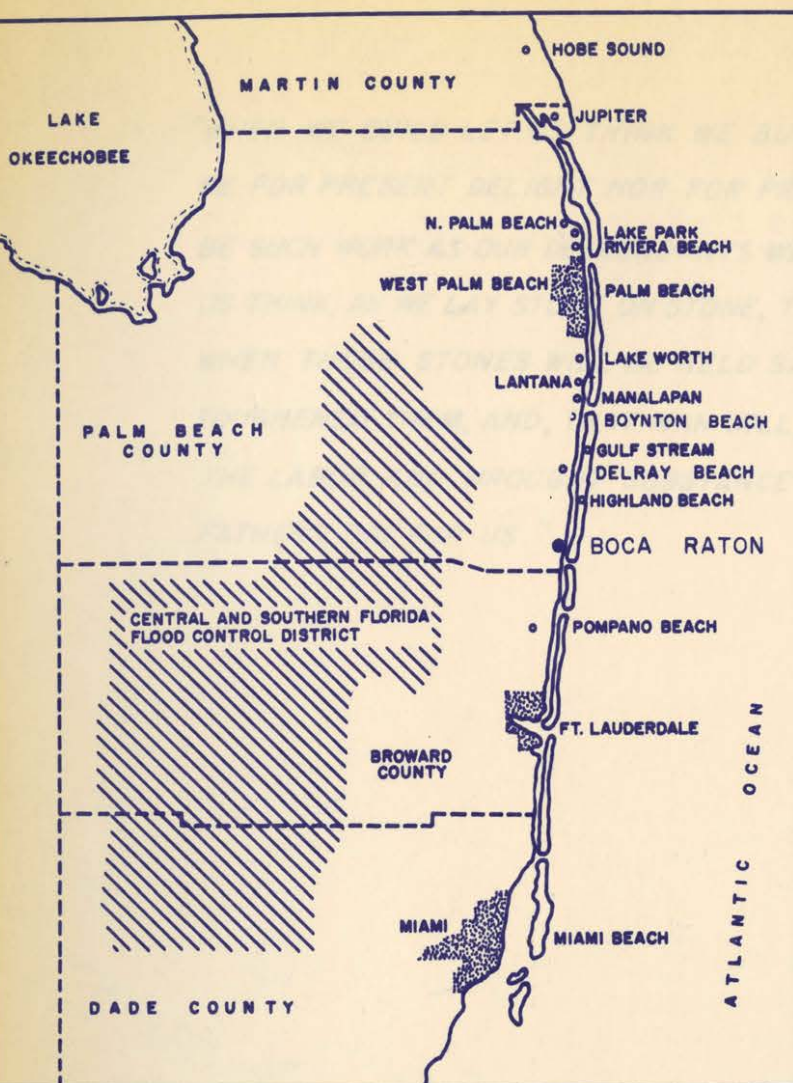 HOBE SOUND
MARTIN COUNTY
LAKE
OKEECHOBEE
JUPITER
N. PALM BEACH
LAKE PARK
RIVIERA BEACH
WEST PALM BEACH
PALM BEACH
LAKE WORTH
LANTANA
MANALAPAN
BOYNTON BEACH
PALM BEACH
COUNTY
GULF STREAM
DELRAY BEACH
HIGHLAND BEACH
BOCA RATON
CENTRAL AND SOUTHERN FLORIDA
FLOOD CONTROL DISTRICT
POMPANO BEACH
FT. LAUDERDALE
BROWARD
COUNTY
ATLANTIC OCEAN
MIAMI
MIAMI BEACH
DADE COUNTY